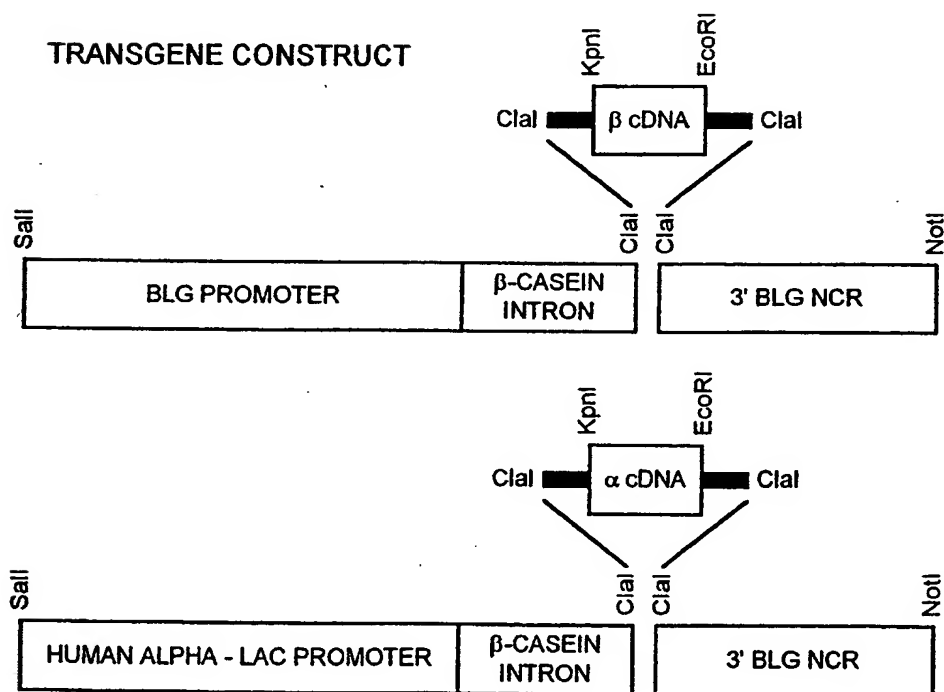 TRANSGENE CONSTRUCT
KpnI
EcoRI
ClaI
β cDNA
ClaI
SalI
ClaI
ClaI
NotI
BLG PROMOTER
β-CASEIN
INTRON
3' BLG NCR
KpnI
EcoRI
ClaI
α cDNA
ClaI
SalI
ClaI
ClaI
NotI
HUMAN ALPHA - LAC PROMOTER
β-CASEIN
INTRON
3' BLG NCR